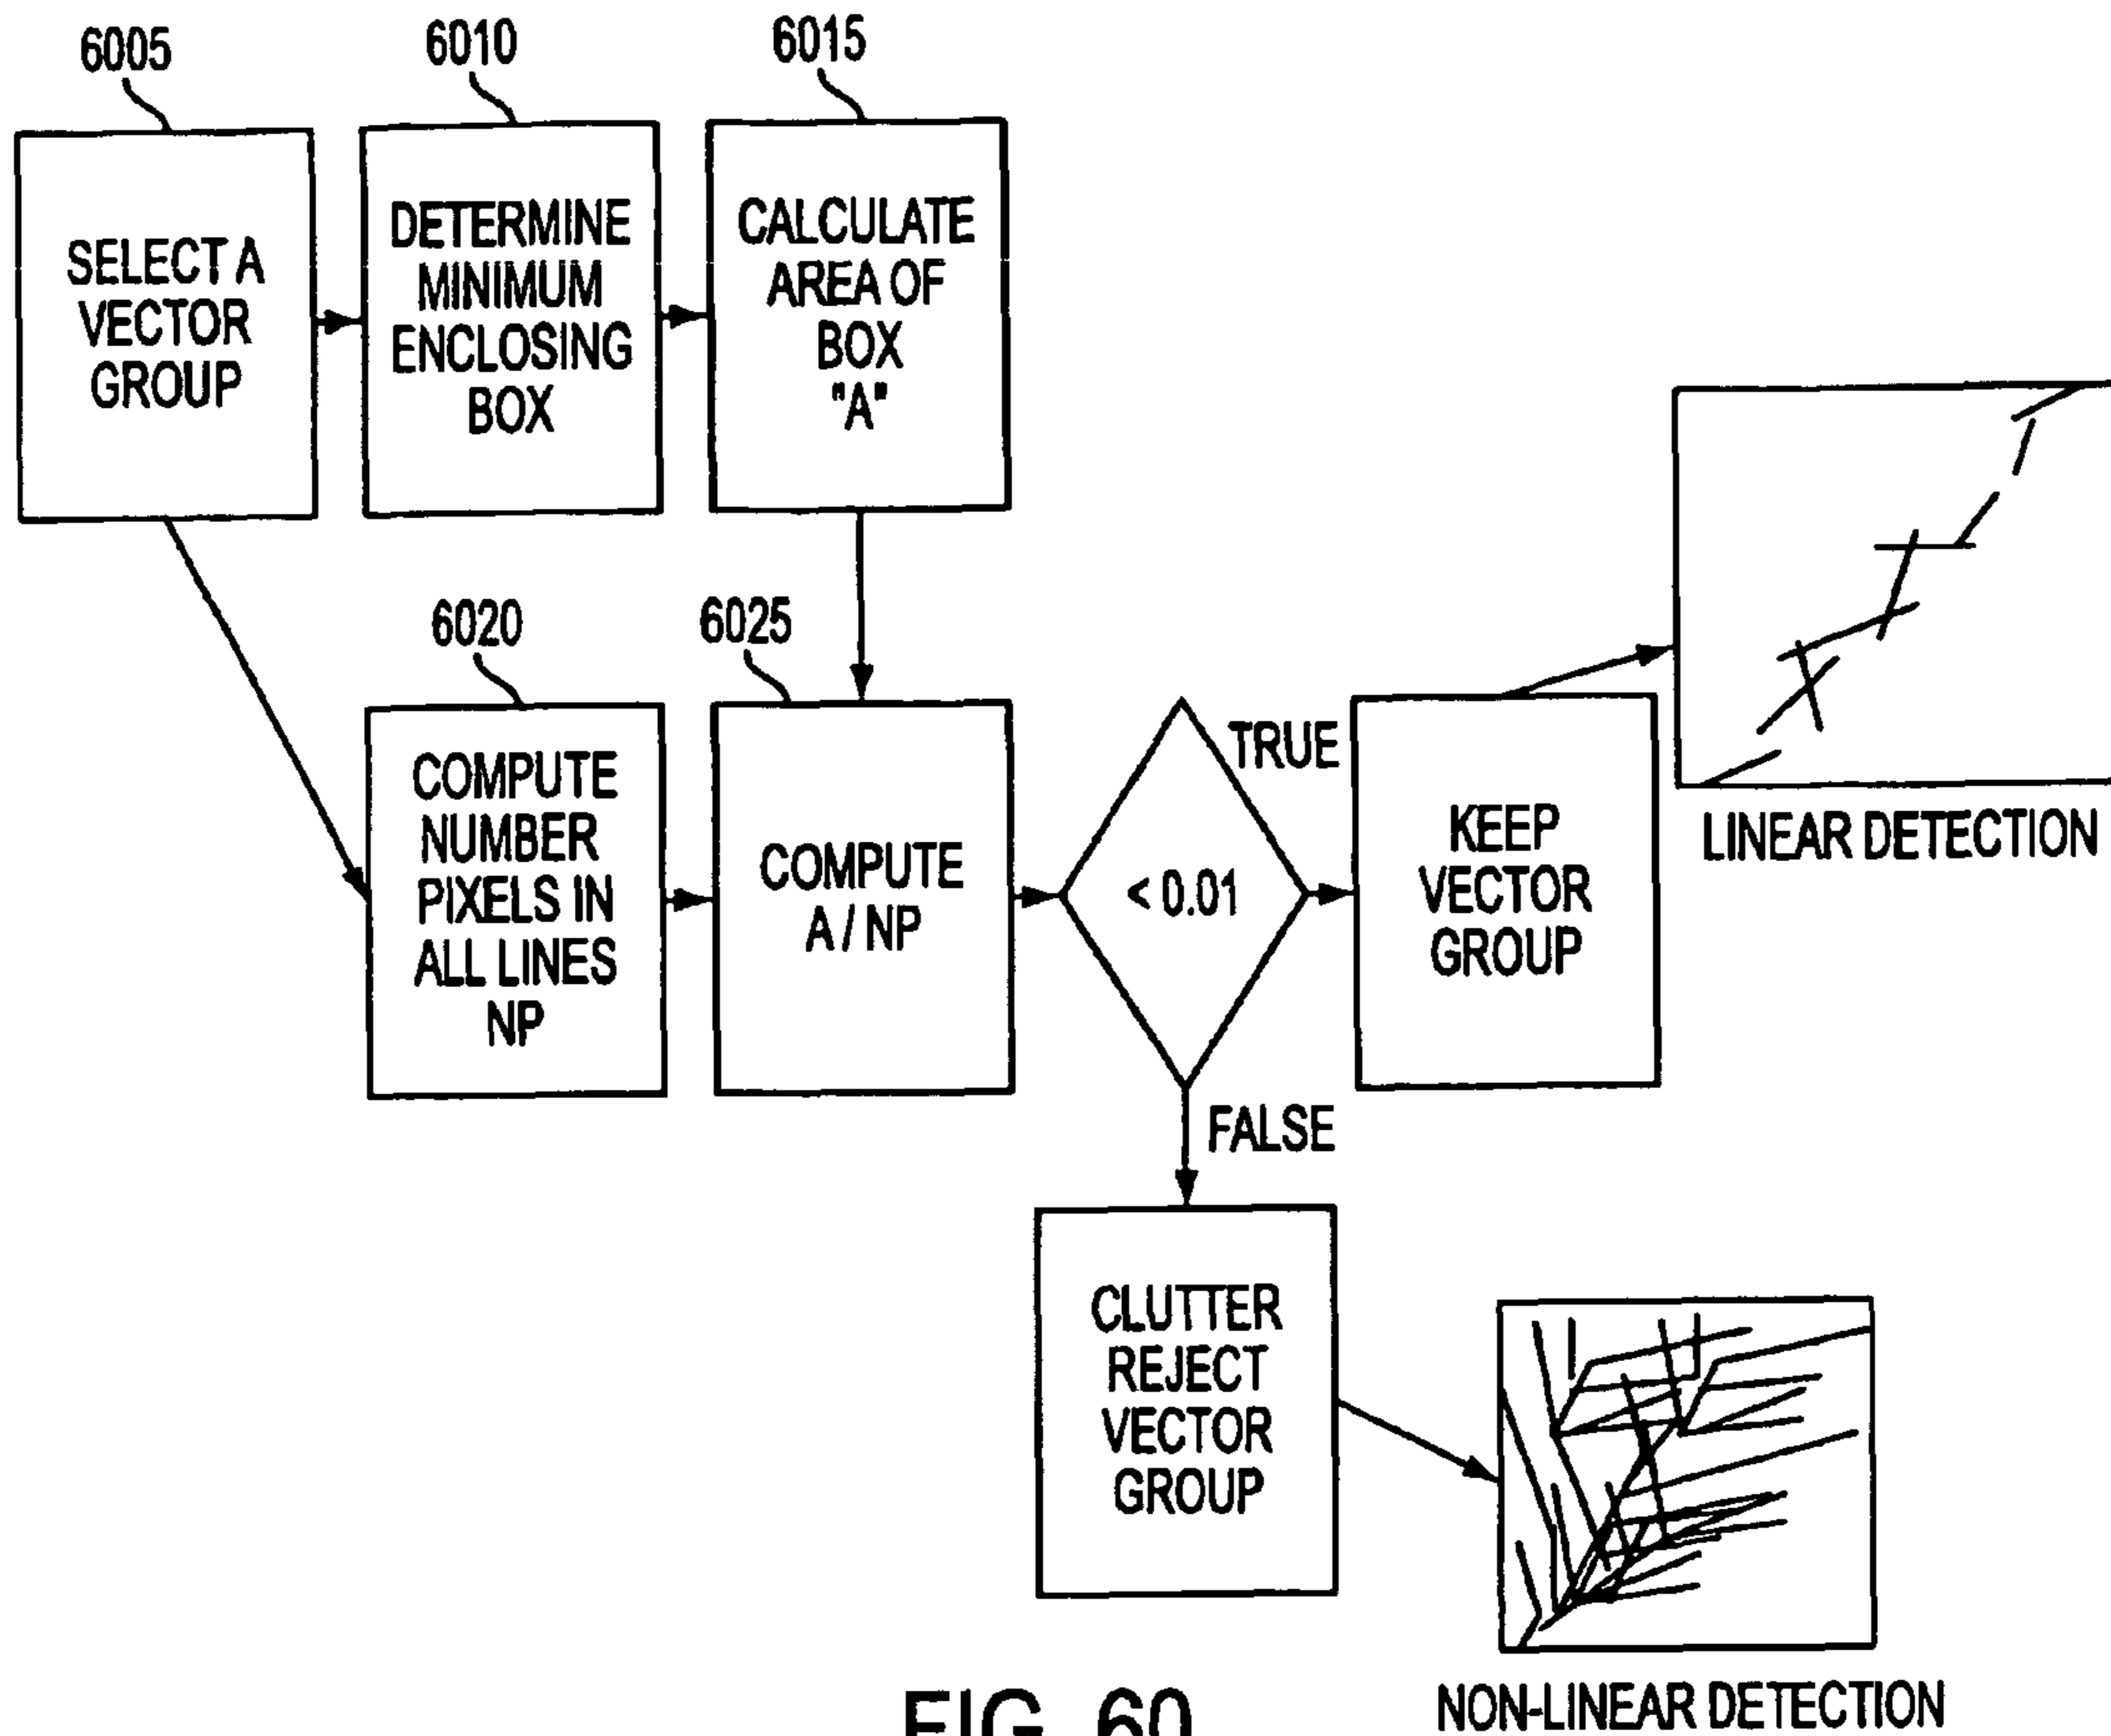 6005
6010
6015
SELECT A
VECTOR
GROUP
DETERMINE
MINIMUM
ENCLOSING
BOX
CALCULATE
AREA OF
BOX
"A"
6020
6025
COMPUTE
NUMBER
PIXELS IN
ALL LINES
NP
COMPUTE
A / NP
< 0.01
TRUE
KEEP
VECTOR
GROUP
LINEAR DETECTION
FALSE
CLUTTER
REJECT
VECTOR
GROUP
NON-LINEAR DETECTION
FIG. 60